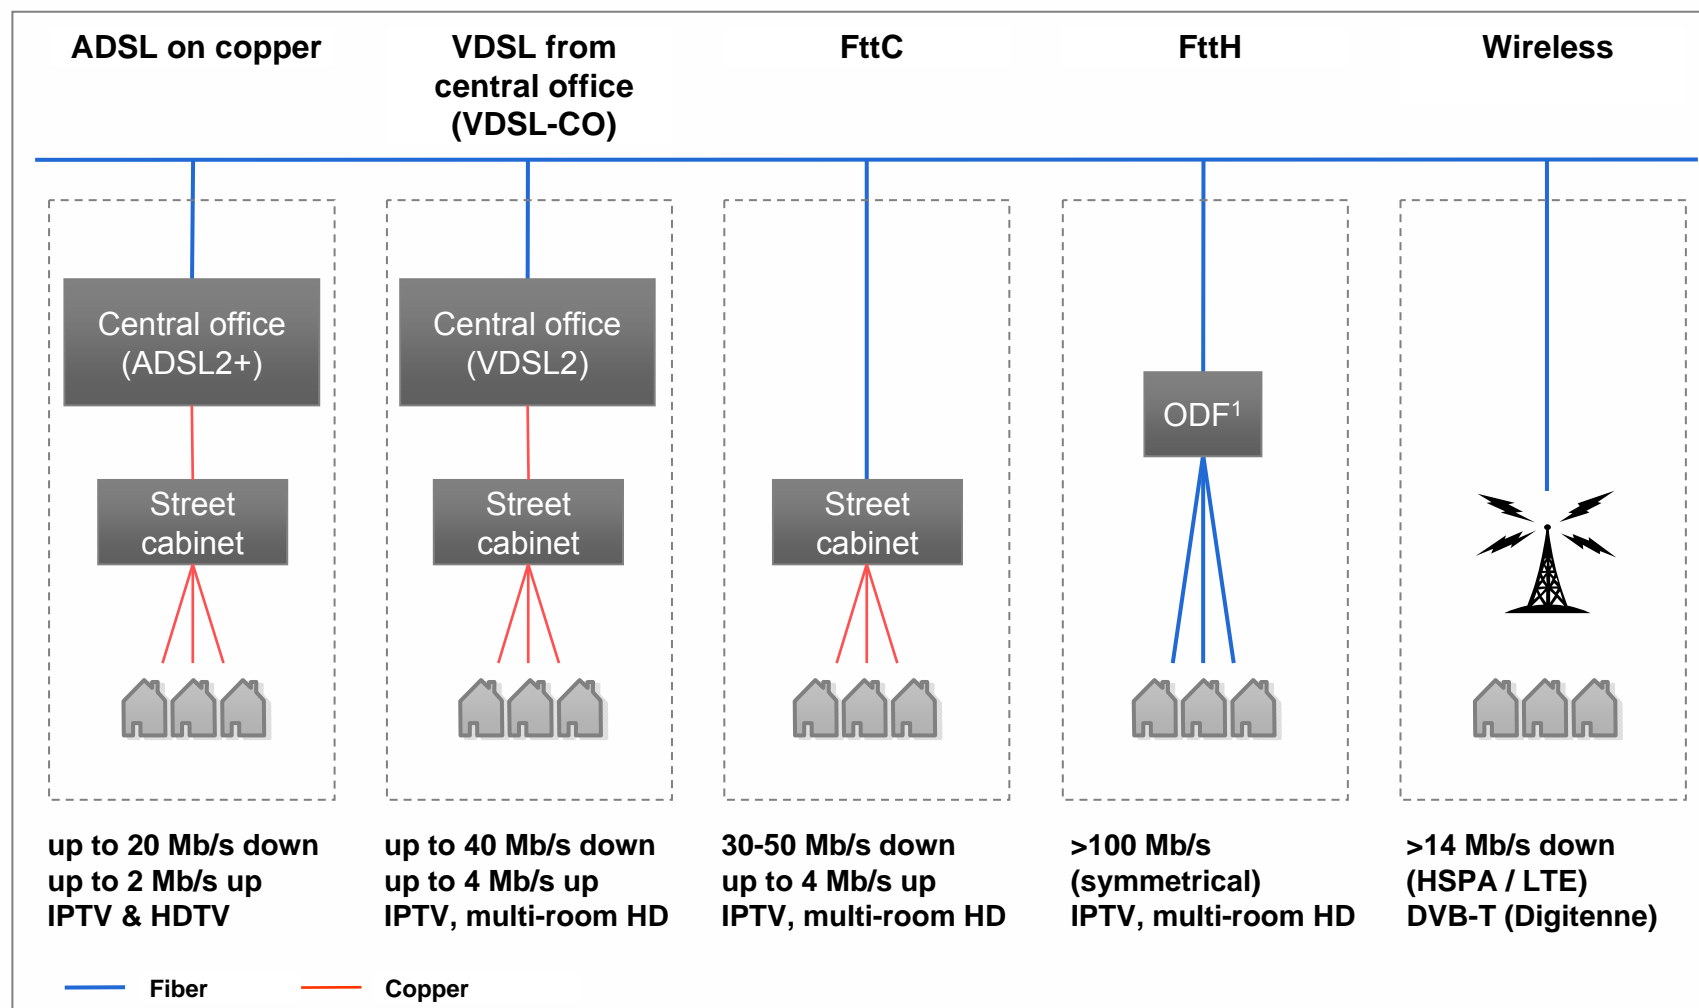 ADSL on copper
VDSL from
central office
(VDSL-CO)
FttC
FttH
Wireless
Central office
(ADSL2+)
Street
cabinet
Central office
(VDSL2)
Street
cabinet
Street
cabinet
ODF¹
up to 20 Mb/s down
up to 2 Mb/s up
IPTV & HDTV
up to 40 Mb/s down
up to 4 Mb/s up
IPTV, multi-room HD
30-50 Mb/s down
up to 4 Mb/s up
IPTV, multi-room HD
>100 Mb/s
(symmetrical)
IPTV, multi-room HD
>14 Mb/s down
(HSPA / LTE)
DVB-T (Digitenne)
Fiber
Copper